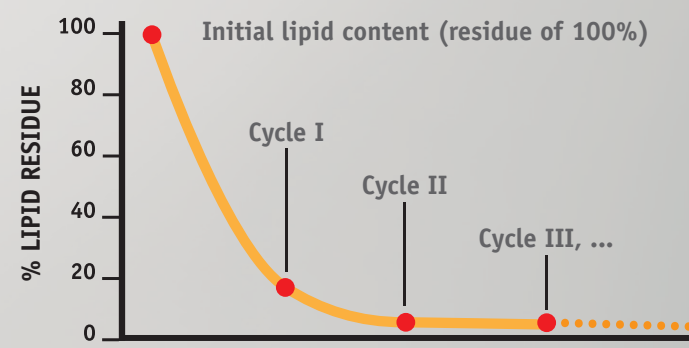 Initial lipid content (residue of 100%)
100
80
60
40
20
0
% LIPID RESIDUE
Cycle I
Cycle II
Cycle III, ...